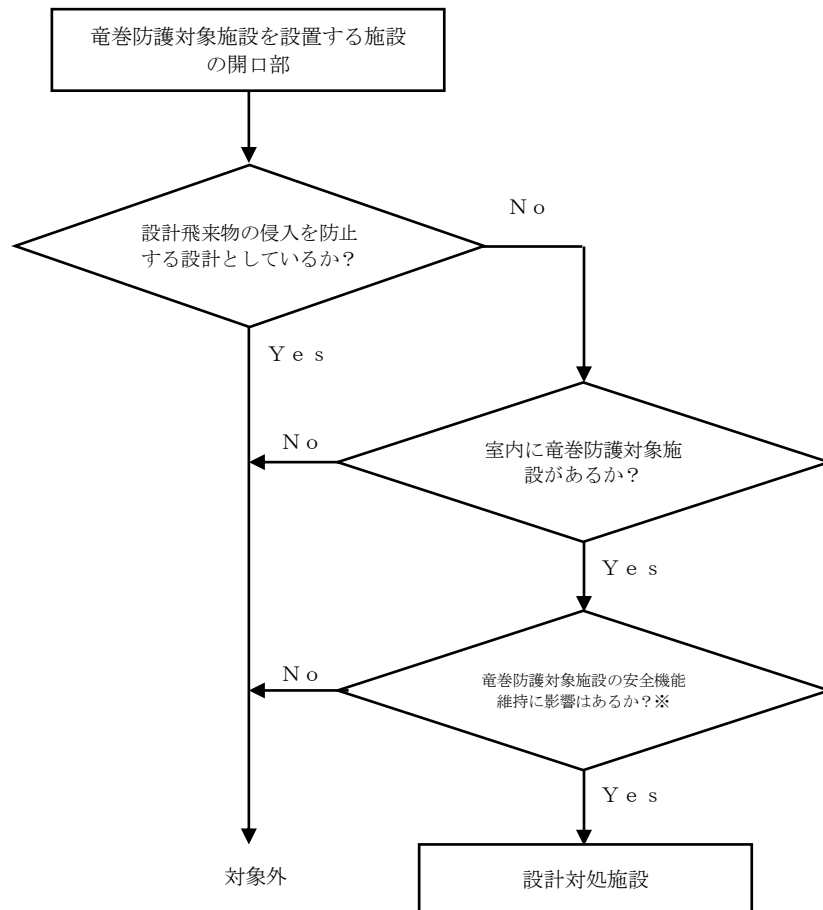 竜巻防護対象施設を設置する施設
の開口部
設計飛来物の侵入を防止
する設計としているか？
Ｎｏ
Ｙｅｓ
室内に竜巻防護対象施
設があるか？
Ｎｏ
Ｙｅｓ
竜巻防護対象施設の安全機能
維持に影響はあるか？※
Ｎｏ
Ｙｅｓ
対象外
設計対処施設